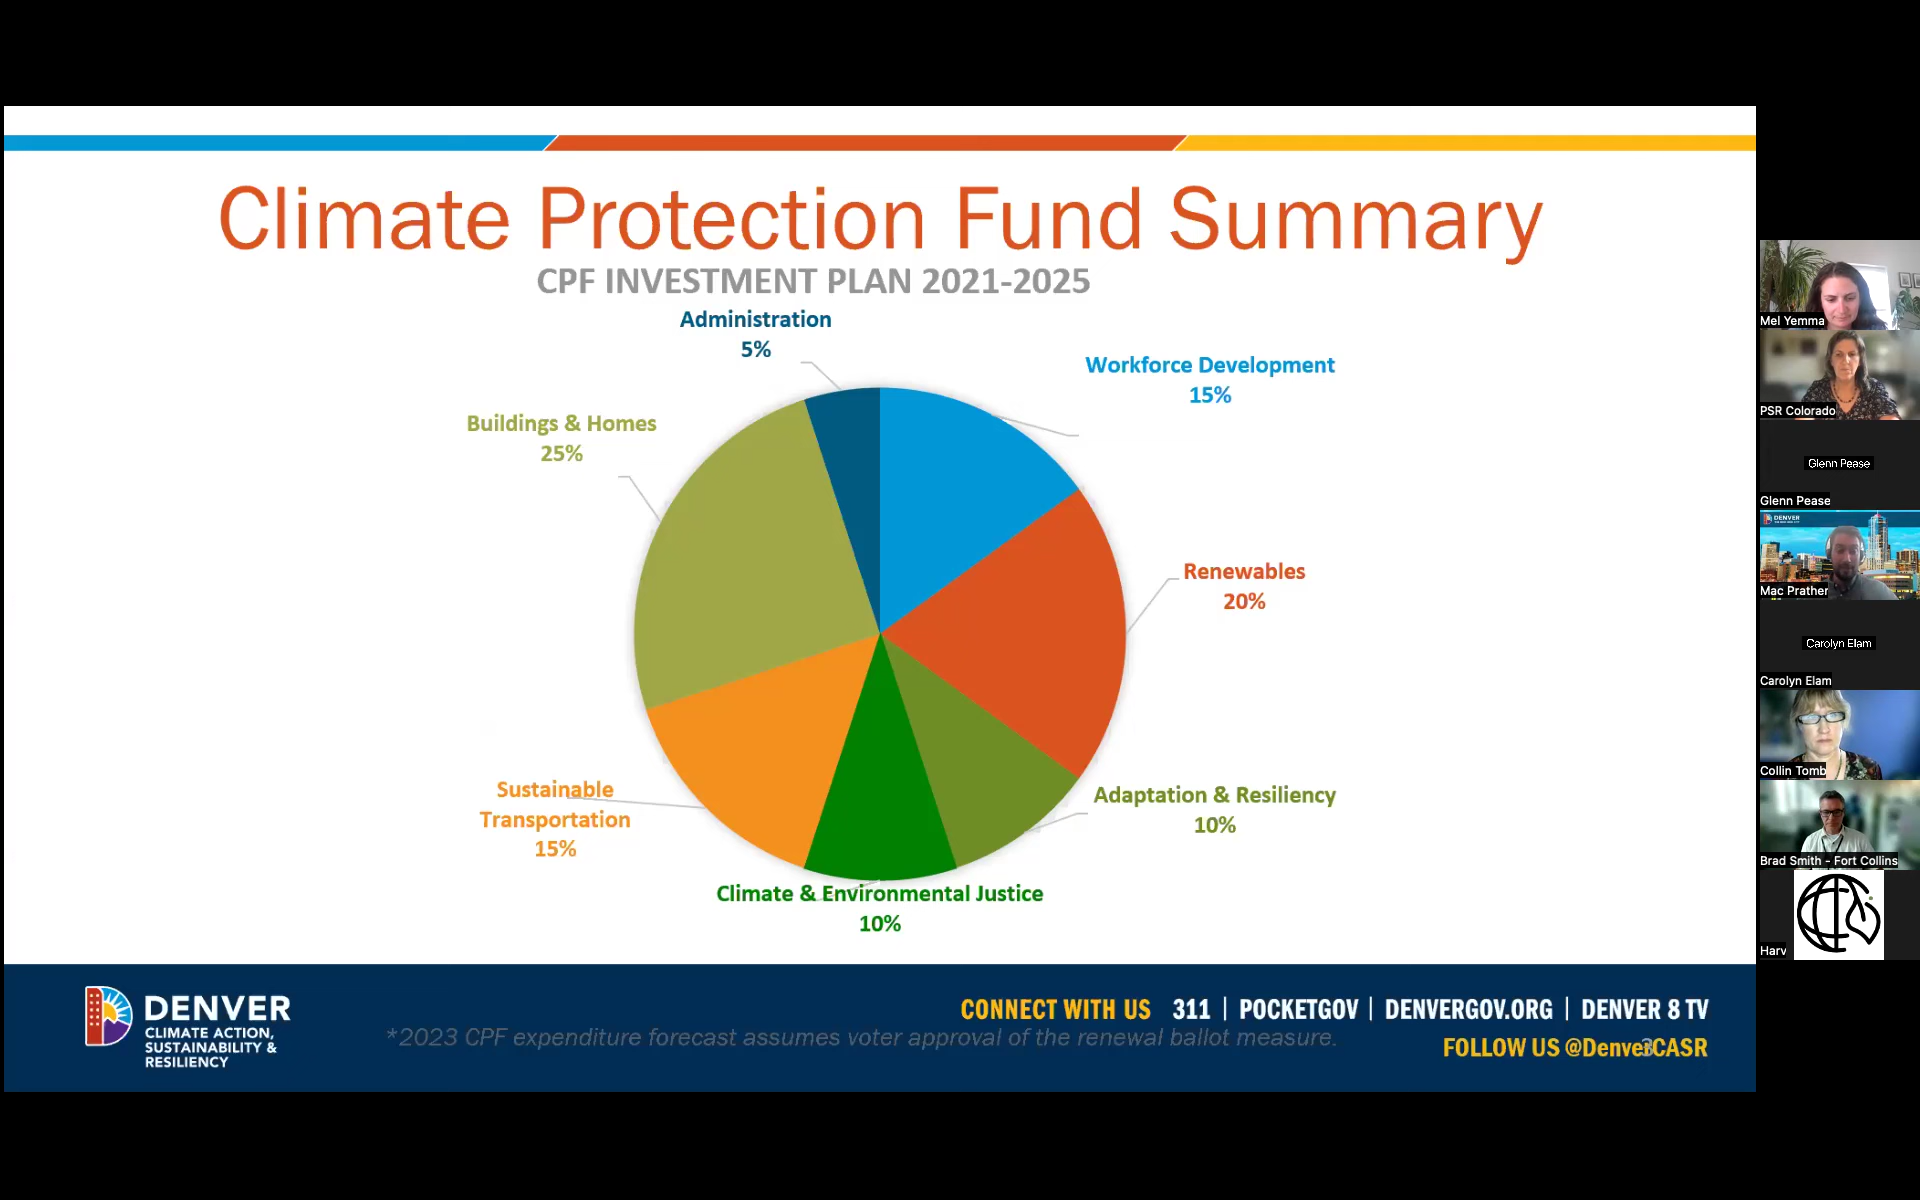 Climate Protection Fund Summary
CPF INVESTMENT PLAN 2021-2025
Administration
5%
Workforce Development
15%
Buildings & Homes
25%
Renewables
20%
Sustainable
Transportation
15%
Adaptation & Resiliency
10%
Climate & Environmental Justice
10%
DENVER
CLIMATE ACTION,
SUSTAINABILITY &
RESILIENCY
CONNECT WITH US 311 | POCKETGOV | DENVERGOV.ORG | DENVER 8 TV
*2023 CPF expenditure forecast assumes voter approval of the renewal ballot measure.
FOLLOW US @DenverCASR
3
Mel Yemma
PSR Colorado
Glenn Pease
Glenn Pease
DENVER
Mac Prather
Carolyn Elam
Carolyn Elam
Collin Tomb
Brad Smith - Fort Collins
Harv